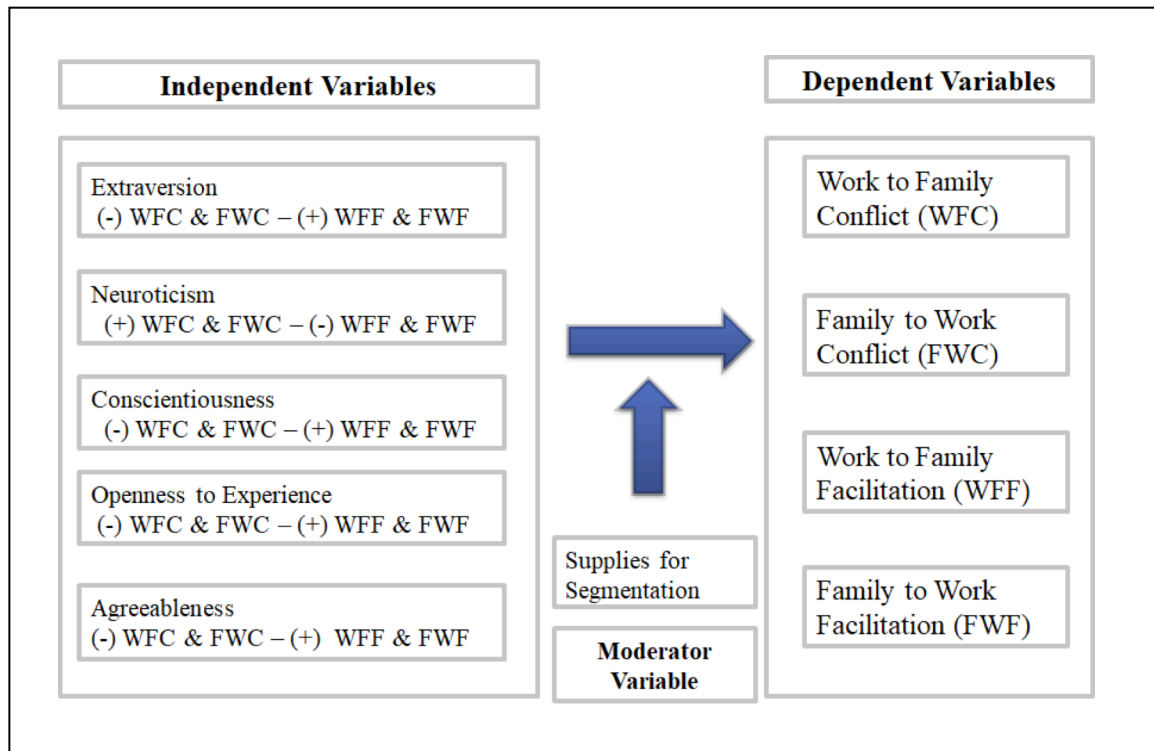 Independent Variables
Extraversion
(-) WFC & FWC – (+) WFF & FWF
Neuroticism
(+) WFC & FWC – (-) WFF & FWF
Conscientiousness
(-) WFC & FWC – (+) WFF & FWF
Openness to Experience
(-) WFC & FWC – (+) WFF & FWF
Agreeableness
(-) WFC & FWC – (+) WFF & FWF
Supplies for
Segmentation
Moderator
Variable
Dependent Variables
Work to Family
Conflict (WFC)
Family to Work
Conflict (FWC)
Work to Family
Facilitation (WFF)
Family to Work
Facilitation (FWF)